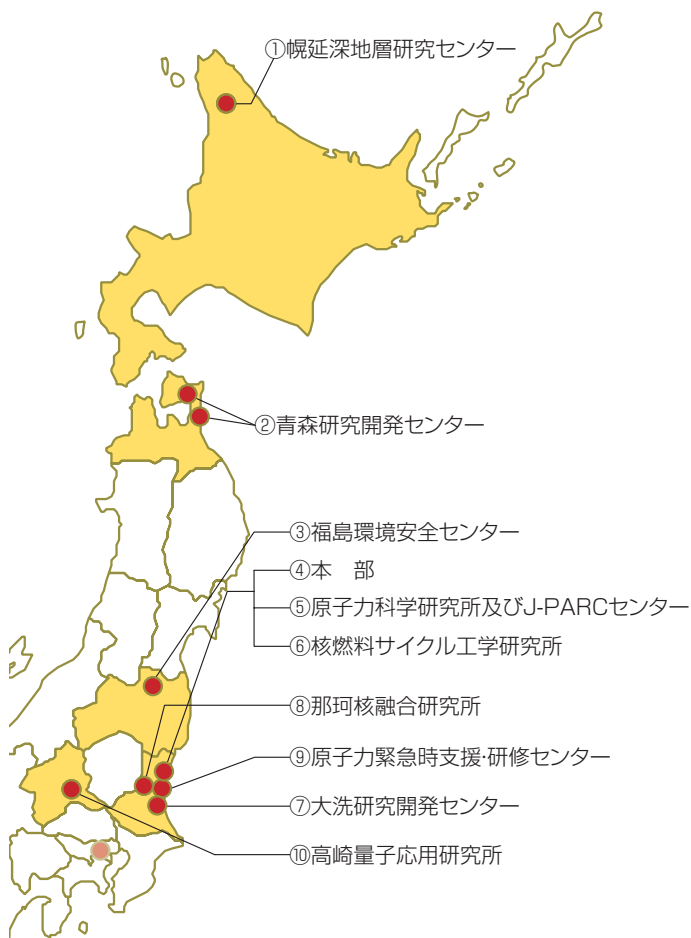 ①幌延深地層研究センター
②青森研究開発センター
③福島環境安全センター
④本　部
⑤原子力科学研究所及びJ-PARCセンター
⑥核燃料サイクル工学研究所
⑧那珂核融合研究所
⑨原子力緊急時支援・研修センター
⑦大洗研究開発センター
⑩高崎量子応用研究所